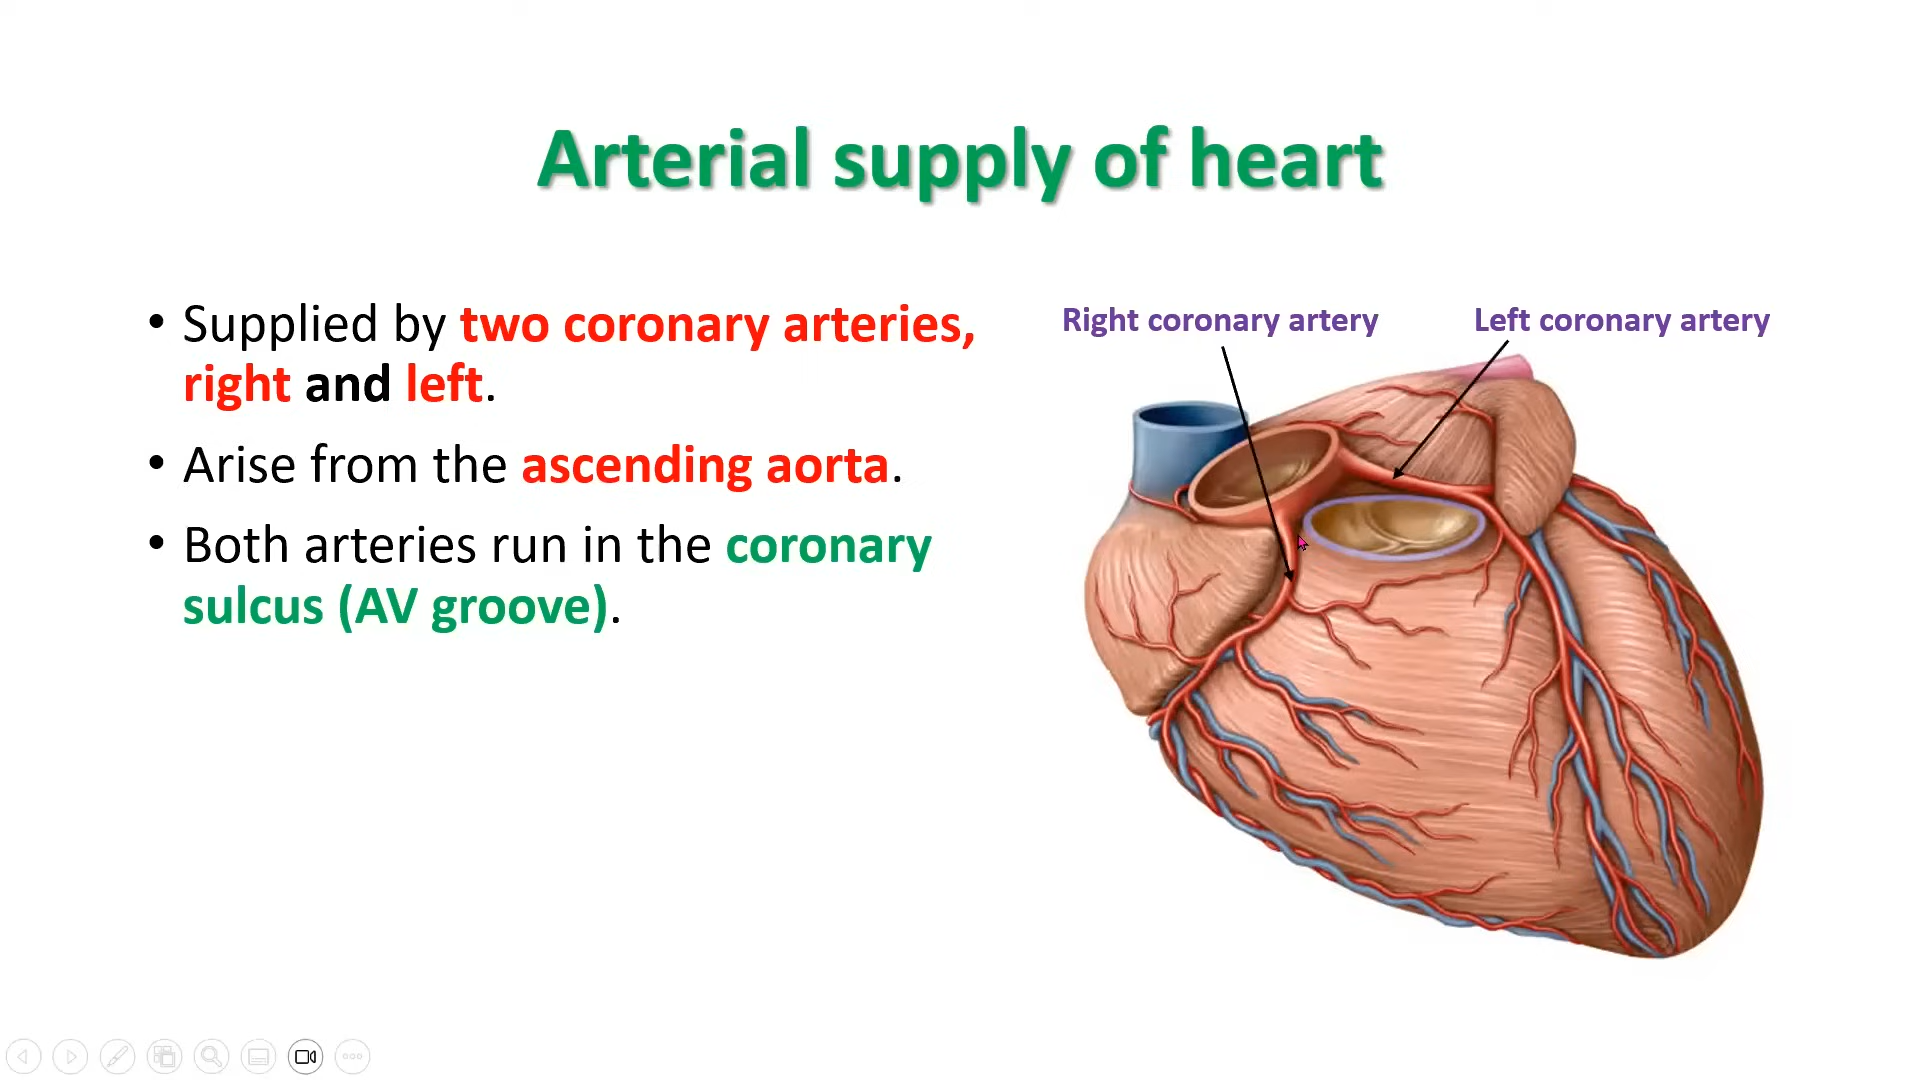 Arterial supply of heart
• Supplied by two coronary arteries,
right and left.
• Arise from the ascending aorta.
• Both arteries run in the coronary
sulcus (AV groove).
Right coronary artery
Left coronary artery